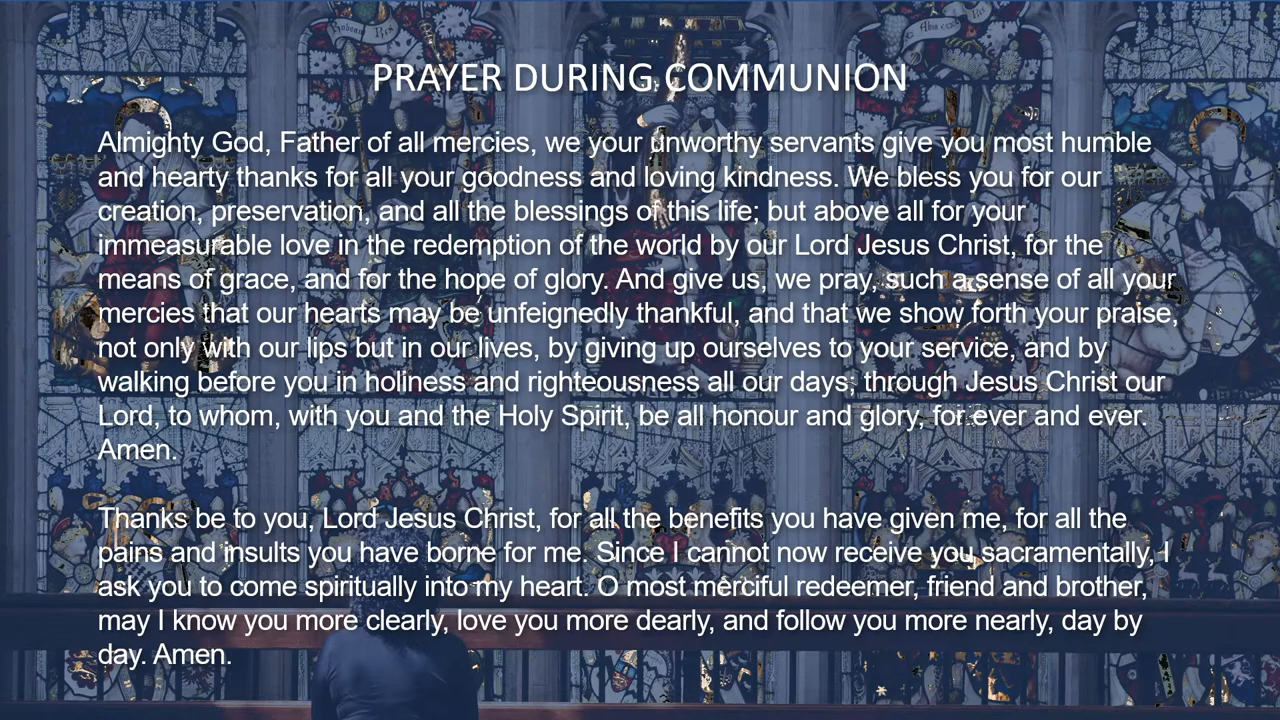 PRAYER DURING COMMUNION
Almighty God, Father of all mercies, we your unworthy servants give you most humble
and hearty thanks for all your goodness and loving kindness. We bless you for our
creation, preservation, and all the blessings of this life; but above all for your
immeasurable love in the redemption of the world by our Lord Jesus Christ, for the
means of grace, and for the hope of glory. And give us, we pray, such a sense of all your
mercies that our hearts may be unfeignedly thankful, and that we show forth your praise,
not only with our lips but in our lives, by giving up ourselves to your service, and by
walking before you in holiness and righteousness all our days; through Jesus Christ our
Lord, to whom, with you and the Holy Spirit, be all honour and glory, for ever and ever.
Amen.
Thanks be to you, Lord Jesus Christ, for all the benefits you have given me, for all the
pains and insults you have borne for me. Since I cannot now receive you sacramentally, I
ask you to come spiritually into my heart. O most merciful redeemer, friend and brother,
may I know you more clearly, love you more dearly, and follow you more nearly, day by
day. Amen.